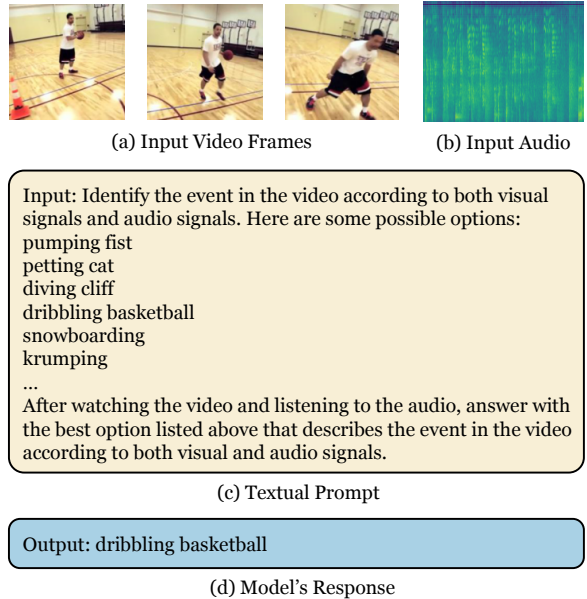 (a) Input Video Frames
(b) Input Audio
Input: Identify the event in the video according to both visual
signals and audio signals. Here are some possible options:
pumping fist
petting cat
diving cliff
dribbling basketball
snowboarding
krumping
...
After watching the video and listening to the audio, answer with
the best option listed above that describes the event in the video
according to both visual and audio signals.
(c) Textual Prompt
Output: dribbling basketball
(d) Model's Response